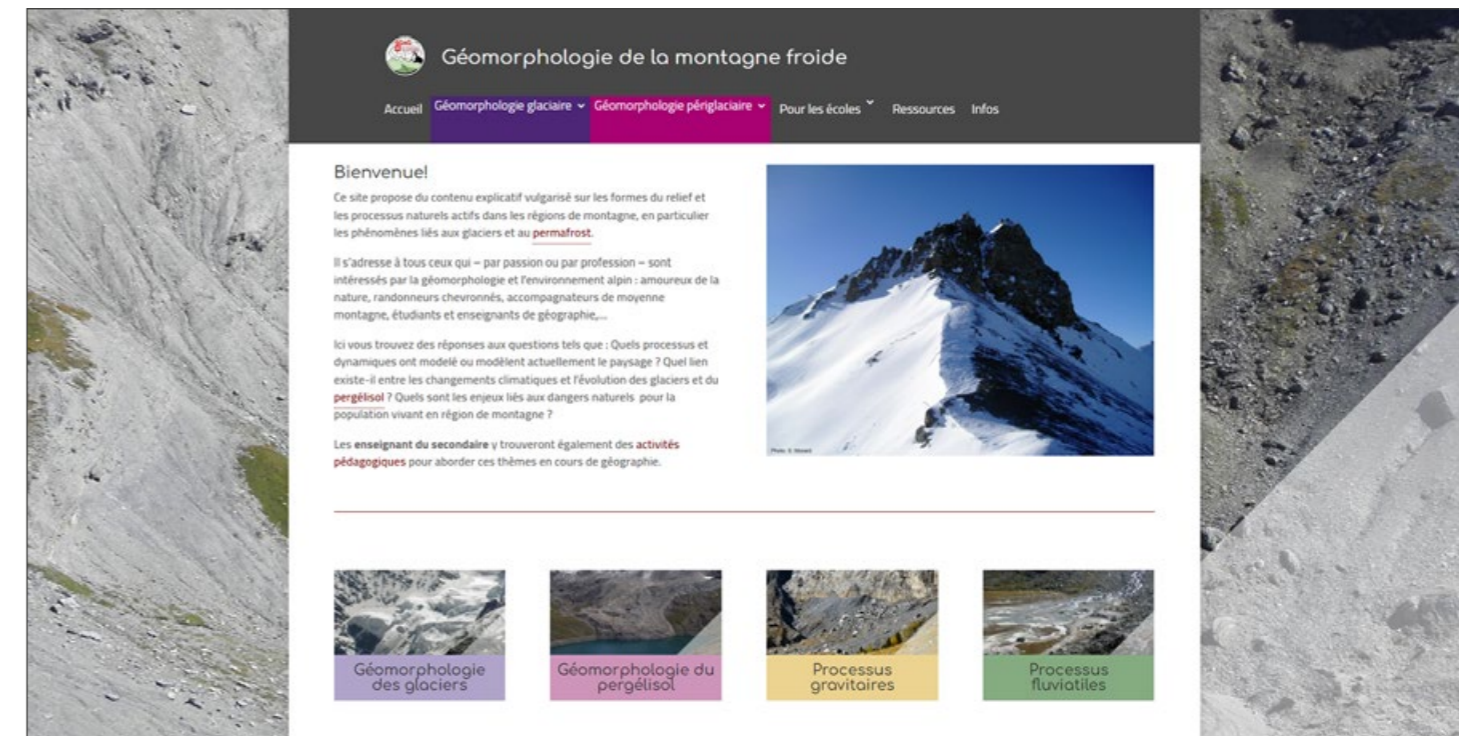 Géomorphologie de la montagne froide
Accueil Géomorphologie glaciaire Géomorphologie périglaciaire Pour les écoles Ressources Infos
Bienvenue!
Ce site propose du contenu explicatif vulgarisé sur les formes du relief et
les processus naturels actifs dans les régions de montagne, en particulier
les phénomènes liés aux glaciers et au permafrost.
Il s'adresse à tous ceux qui – par passion ou par profession – sont
intéressés par la géomorphologie et l'environnement alpin : amoureux de la
nature, randonneurs chevronnés, accompagnateurs de moyenne
montagne, étudiants et enseignants de géographie,...
Ici vous trouvez des réponses aux questions tels que : Quels processus et
dynamiques ont modelé ou modèlent actuellement le paysage ? Quel lien
existe-il entre les changements climatiques et l'évolution des glaciers et du
pergélisol ? Quels sont les enjeux liés aux dangers naturels pour la
population vivant en région de montagne ?
Les enseignant du secondaire y trouveront également des activités
pédagogiques pour aborder ces thèmes en cours de géographie.
Géomorphologie
des glaciers
Géomorphologie du
pergélisol
Processus
gravitaires
Processus
fluviatiles